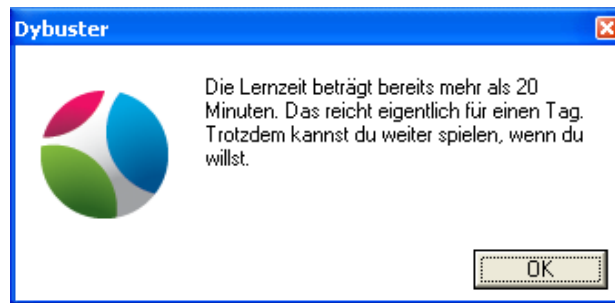 Dybuster
Die Lernzeit beträgt bereits mehr als 20
Minuten. Das reicht eigentlich für einen Tag.
Trotzdem kannst du weiter spielen, wenn du
willst.
OK